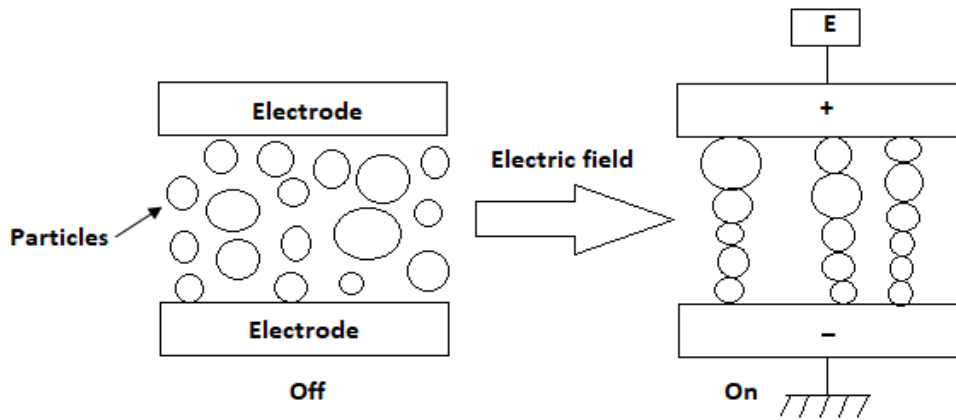 E
Electrode
+
Electric field
Particles
Electrode
–
Off
On